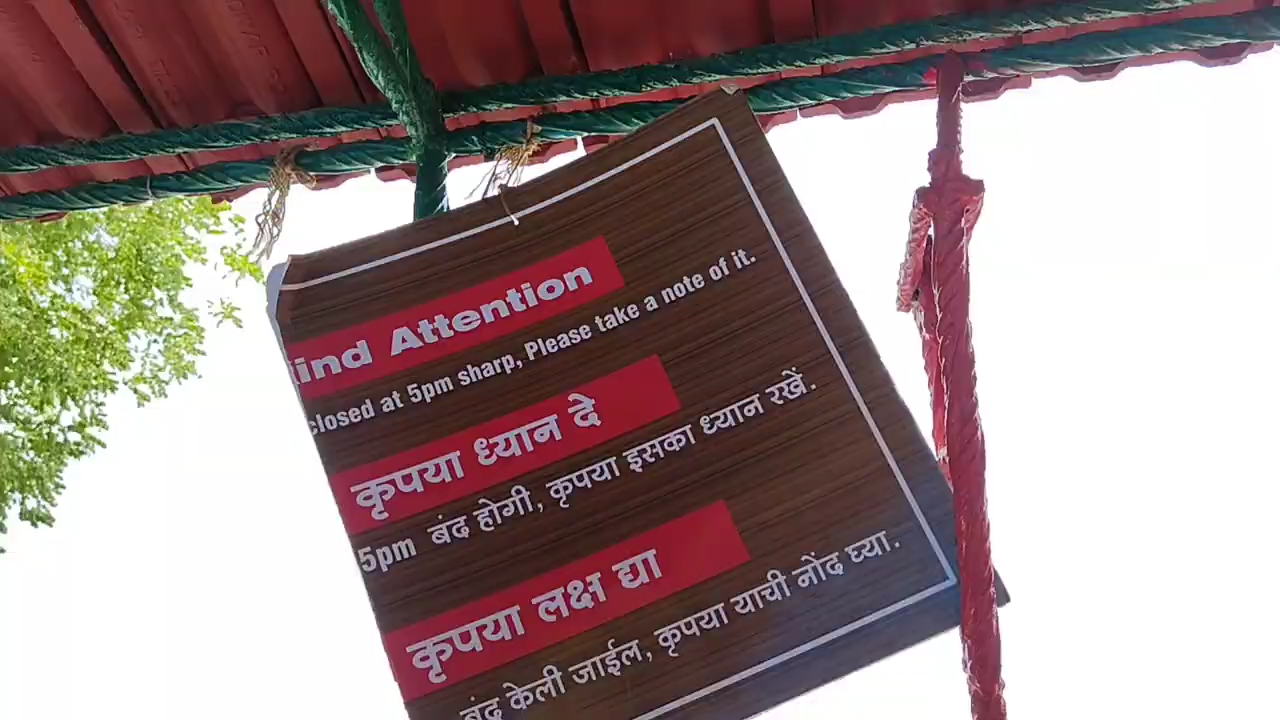 Kind Attention
closed at 5pm sharp, Please take a note of it.
कृपया ध्यान दे
5pm बंद होगी, कृपया इसका ध्यान रखें.
कृपया लक्ष द्या
बंद केली जाईल, कृपया याची नोंद घ्या.